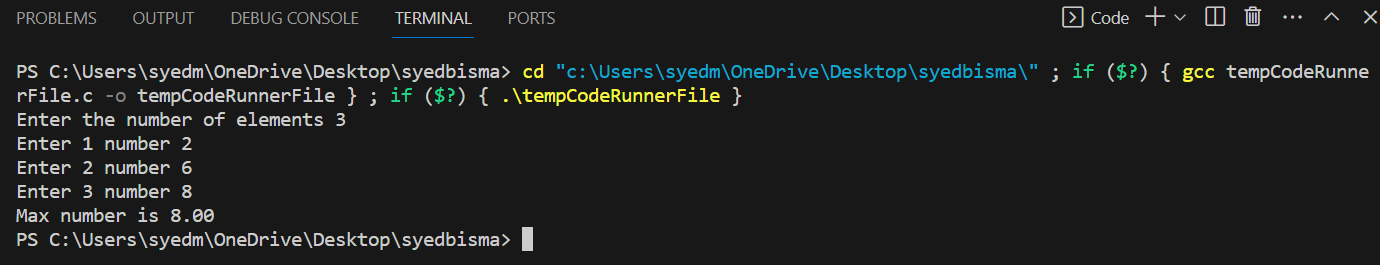 PROBLEMS OUTPUT DEBUG CONSOLE TERMINAL PORTS Code
PS C:\Users\syedm\OneDrive\Desktop\syedbisma> cd "c:\Users\syedm\OneDrive\Desktop\syedbisma\" ; if ($?) { gcc tempCodeRunne
rFile.c -o tempCodeRunnerFile } ; if ($?) { .\tempCodeRunnerFile }
Enter the number of elements 3
Enter 1 number 2
Enter 2 number 6
Enter 3 number 8
Max number is 8.00
PS C:\Users\syedm\OneDrive\Desktop\syedbisma>